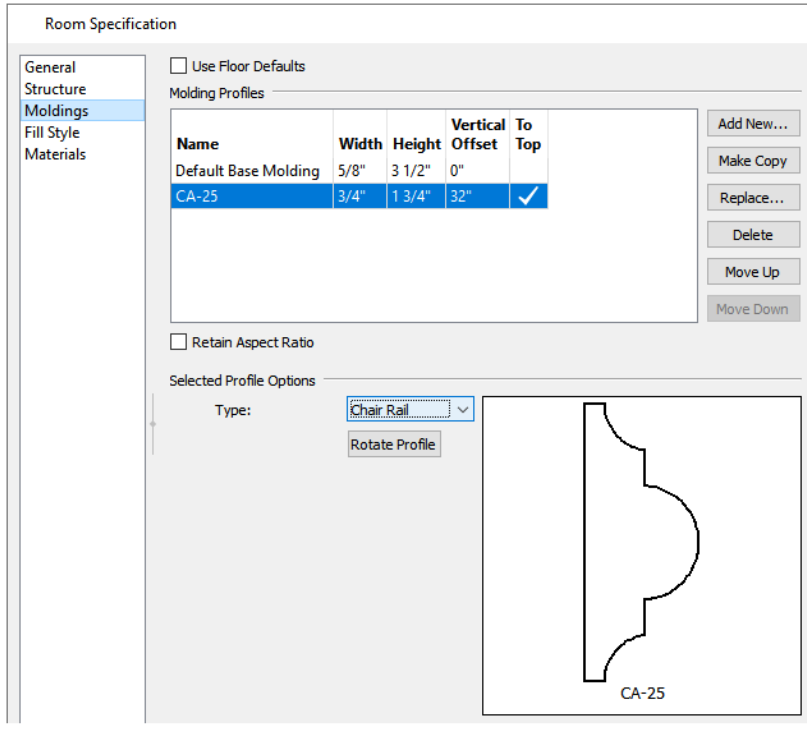 Room Specification
General
Structure
Moldings
Fill Style
Materials
Use Floor Defaults
Molding Profiles
Name Width Height Vertical Offset To Top
Default Base Molding 5/8" 3 1/2" 0"
CA-25 3/4" 1 3/4" 32"
Add New...
Make Copy
Replace...
Delete
Move Up
Move Down
Retain Aspect Ratio
Selected Profile Options
Type: Chair Rail
Rotate Profile
CA-25